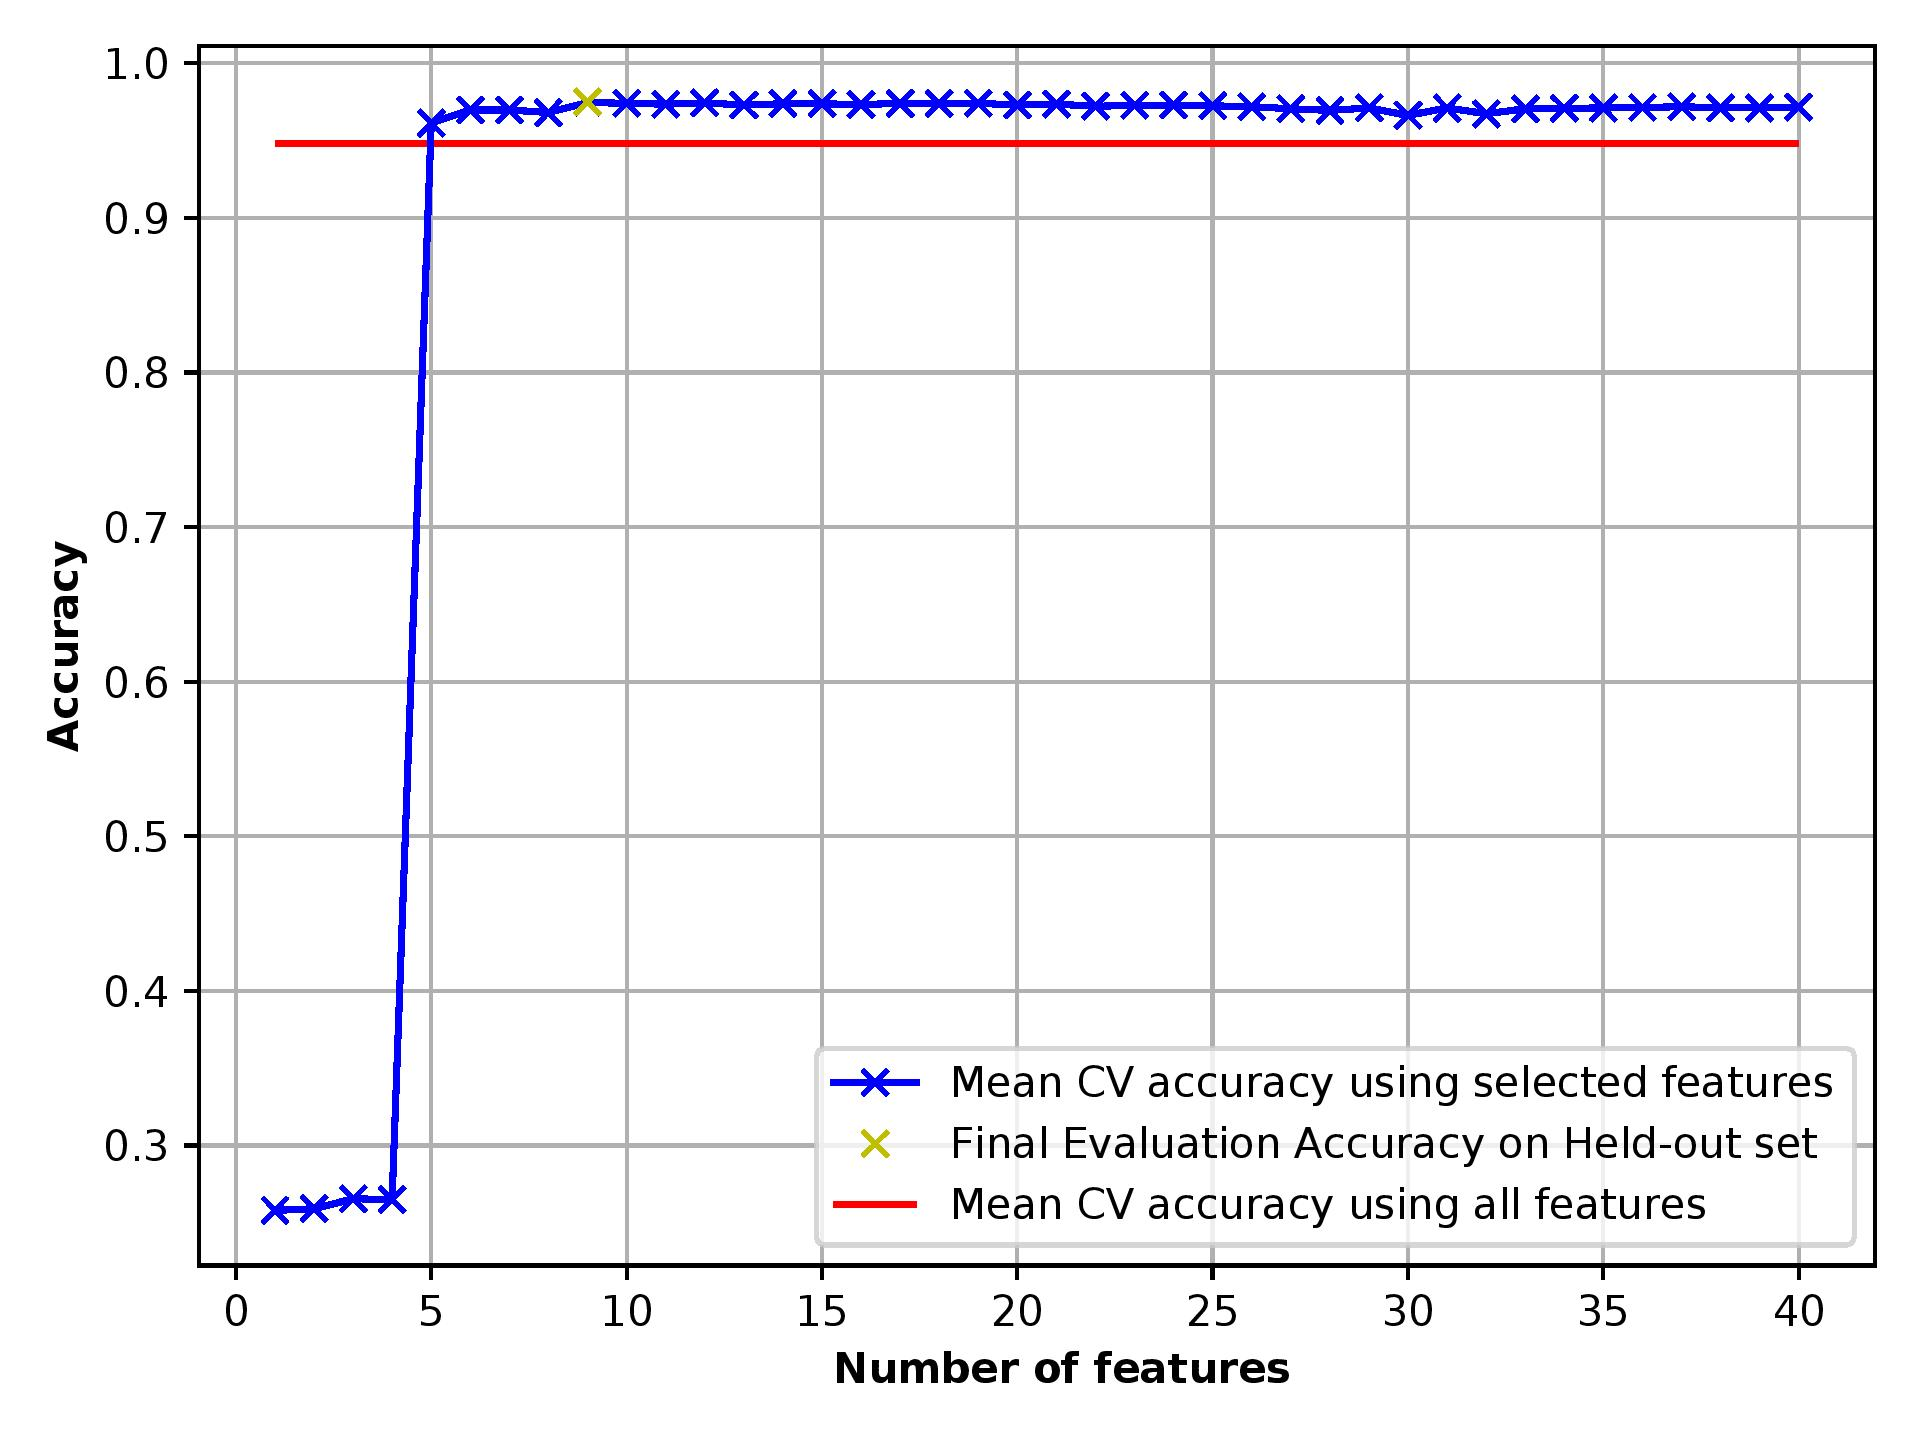 1.0
0.9
0.8
0.7
0.6
0.5
0.4
0.3
Accuracy
Mean CV accuracy using selected features
Final Evaluation Accuracy on Held-out set
Mean CV accuracy using all features
0 5 10 15 20 25 30 35 40
Number of features